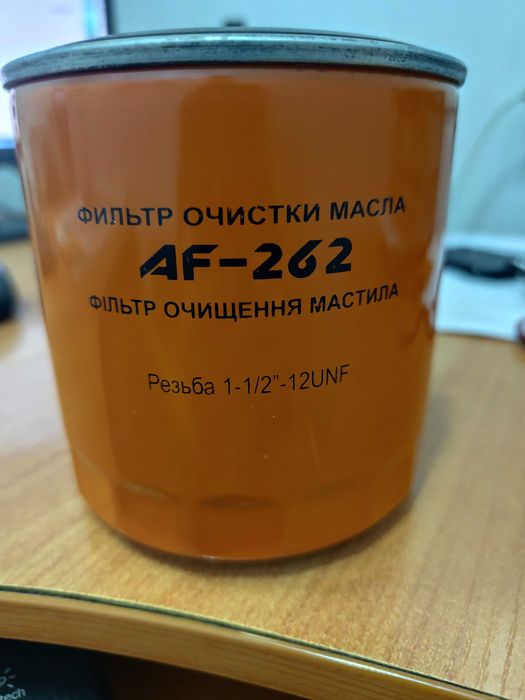 ФИЛЬТР ОЧИСТКИ МАСЛА
AF-262
ФІЛЬТР ОЧИЩЕННЯ МАСТИЛА
Резьба 1-1/2"-12UNF